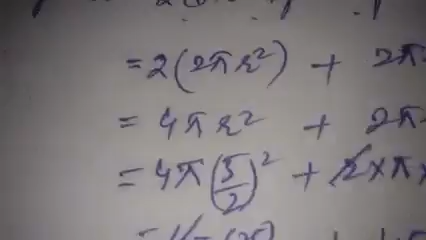 = 2(2πr²) + 2π
= 4πr² + 2π
= 4π(5/2)² + 2×π×